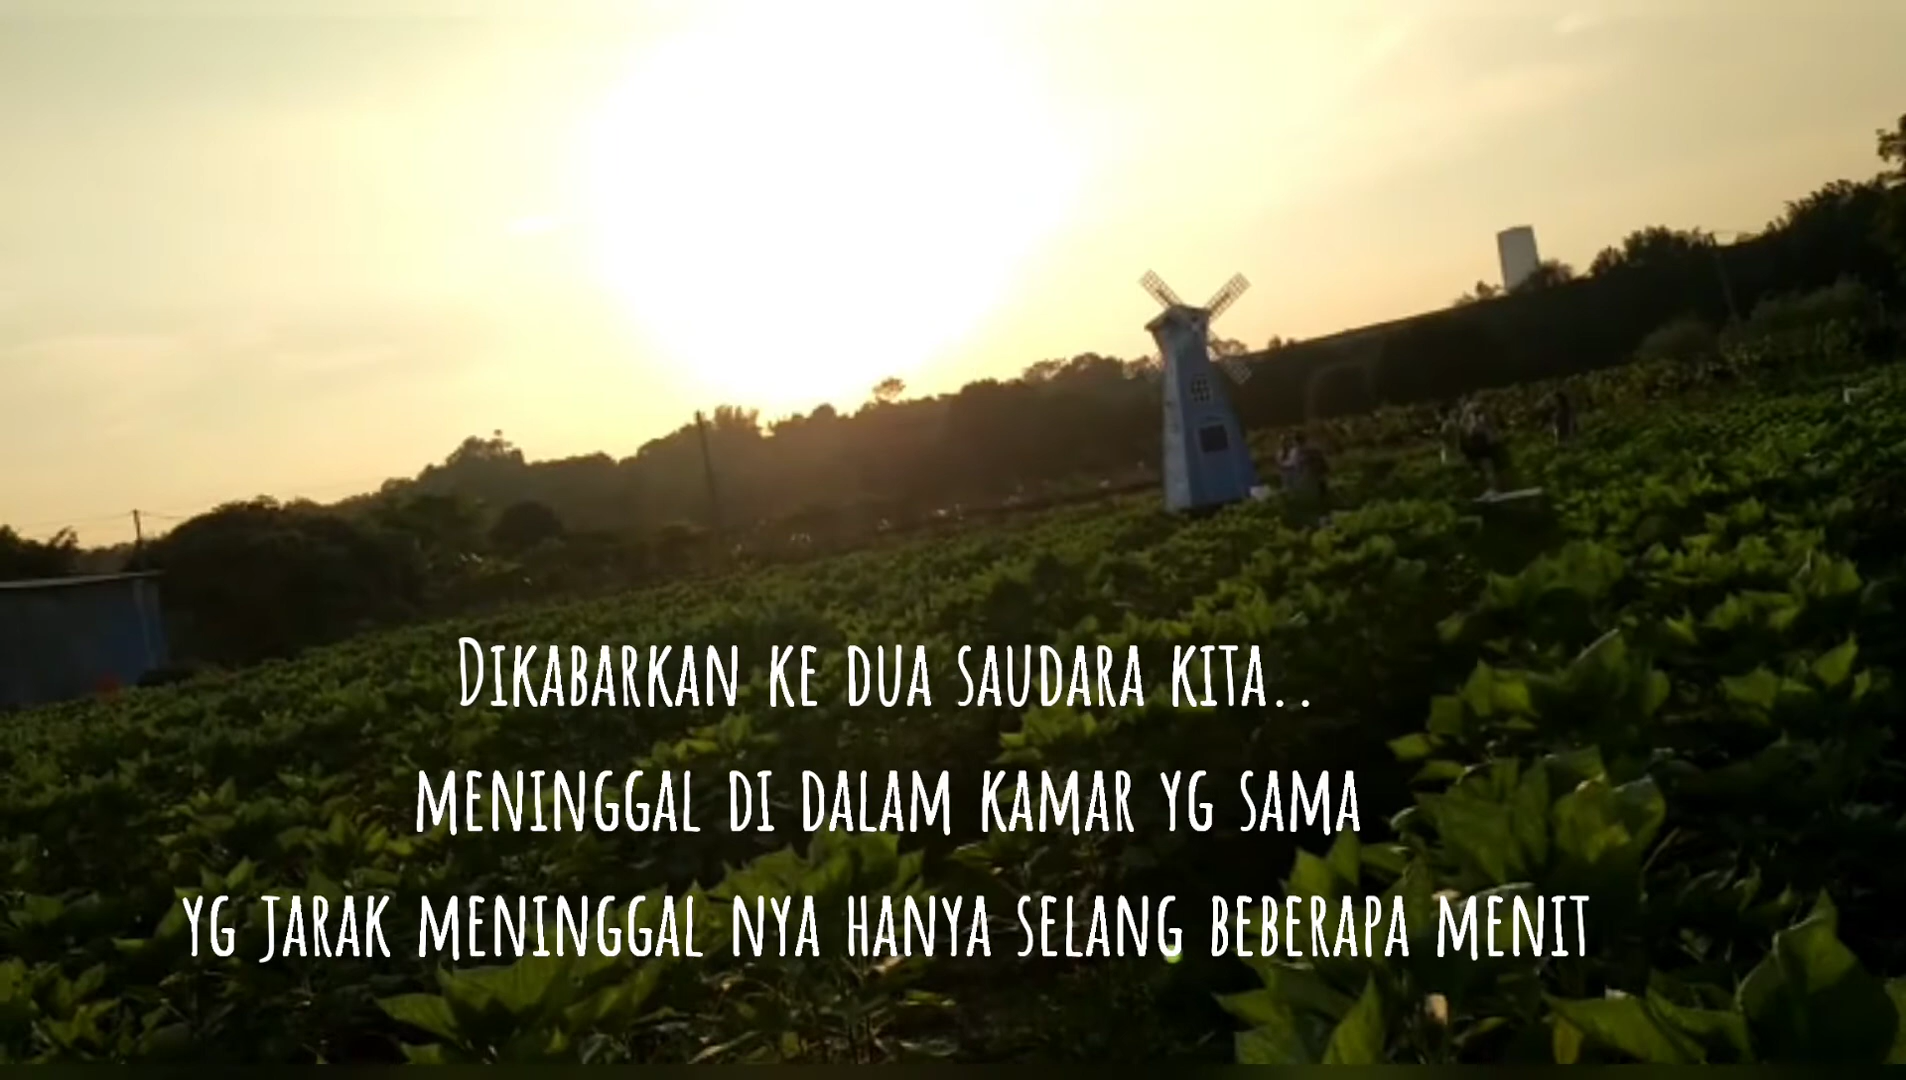 Dikabarkan ke dua saudara kita..
meninggal di dalam kamar yg sama
yg jarak meninggal nya hanya selang beberapa menit